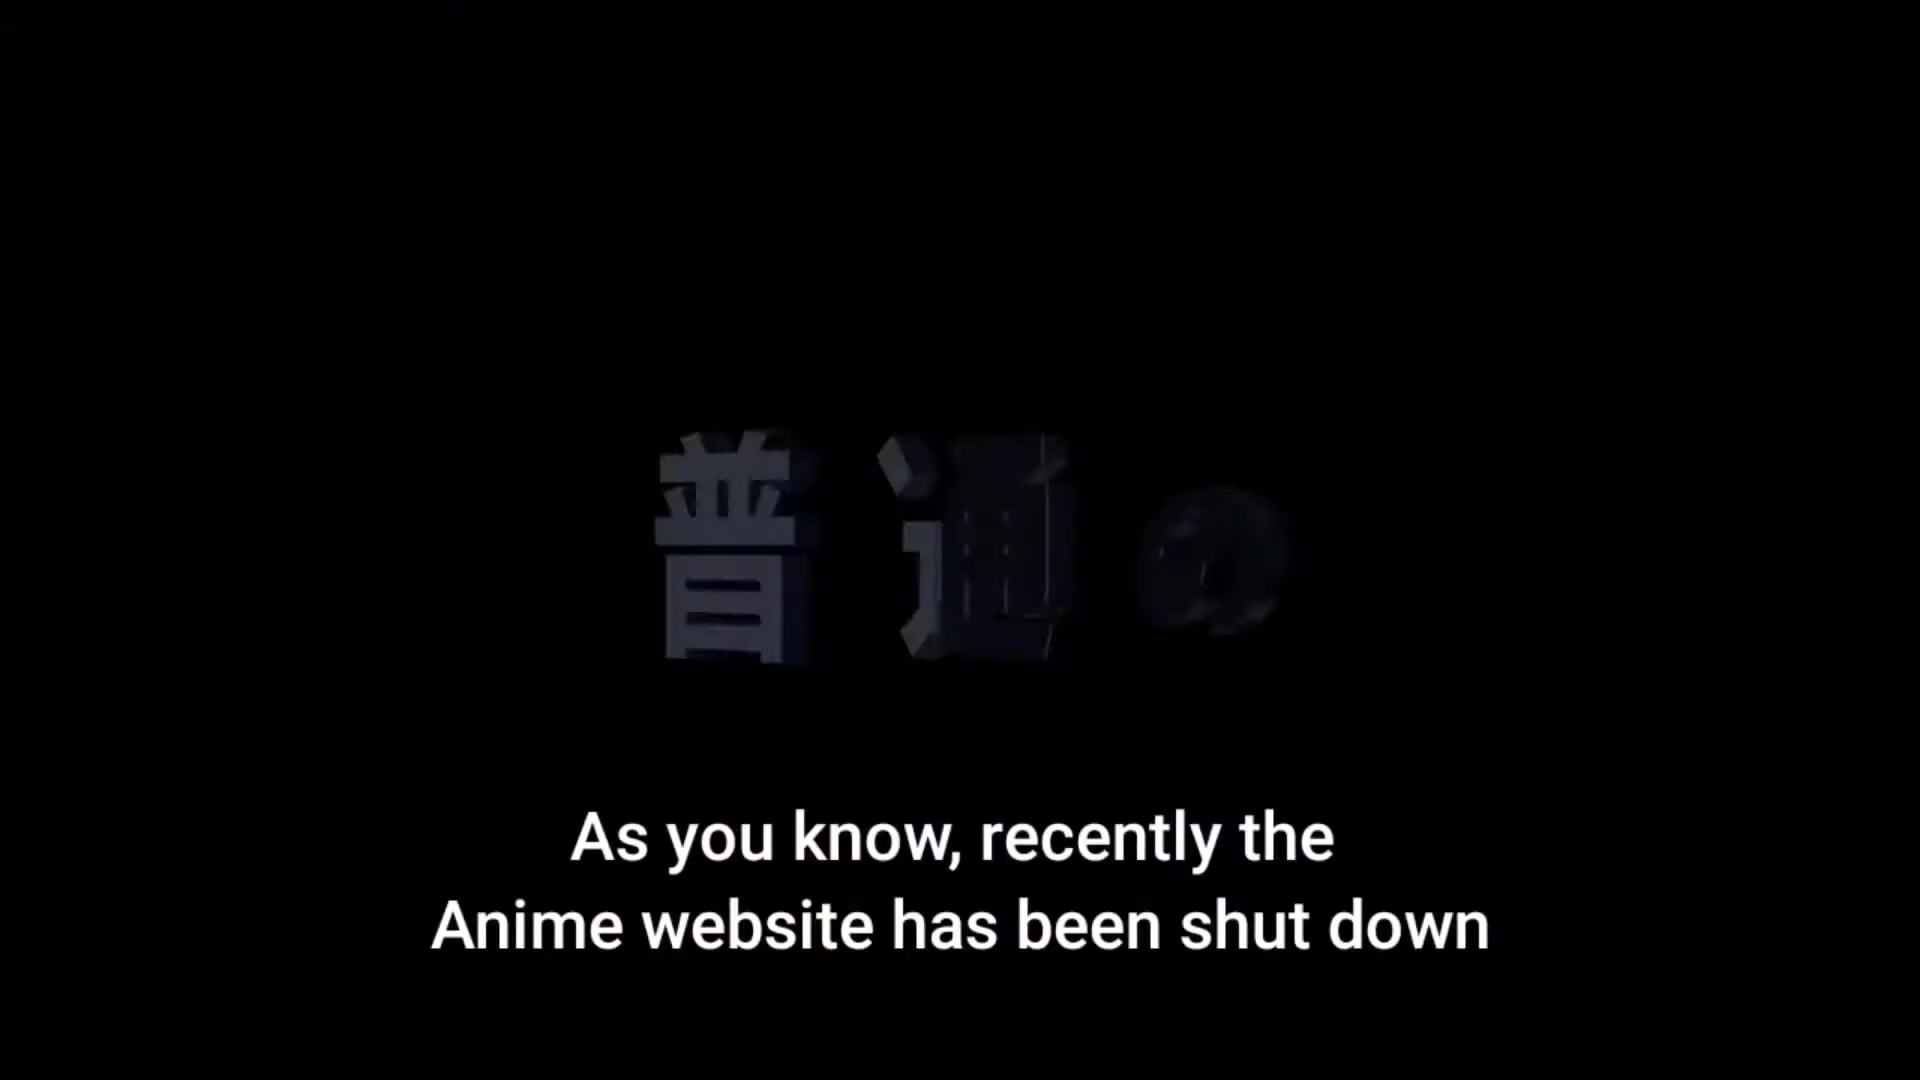 普通の
As you know, recently the
Anime website has been shut down